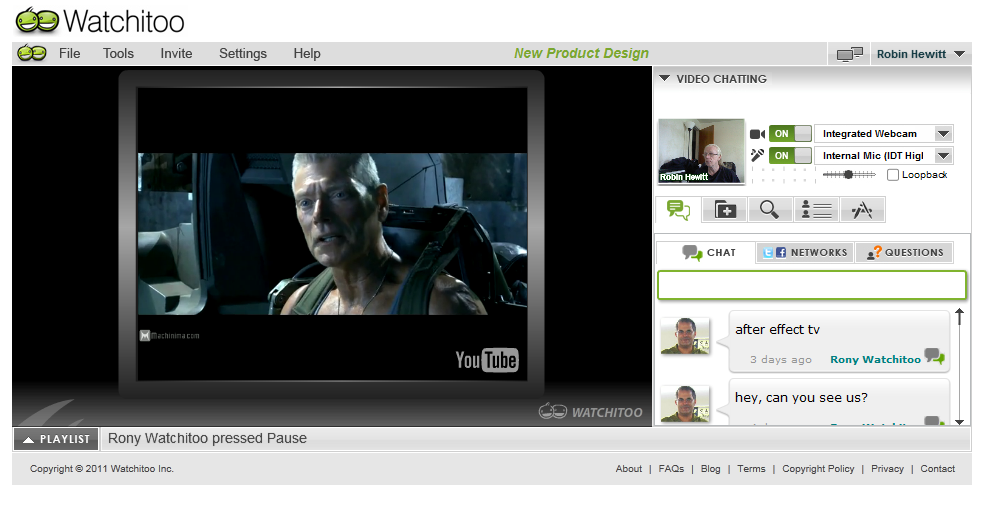 Watchitoo
File Tools Invite Settings Help New Product Design Robin Hewitt
VIDEO CHATTING
Robin Hewitt
ON Integrated Webcam
ON Internal Mic (IDT Higl
Loopback
CHAT NETWORKS QUESTIONS
after effect tv
3 days ago Rony Watchitoo
hey, can you see us?
Machinima.com
YouTube
WATCHITOO
PLAYLIST Rony Watchitoo pressed Pause
Copyright © 2011 Watchitoo Inc. About | FAQs | Blog | Terms | Copyright Policy | Privacy | Contact